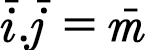 ī.j̄ = m̄